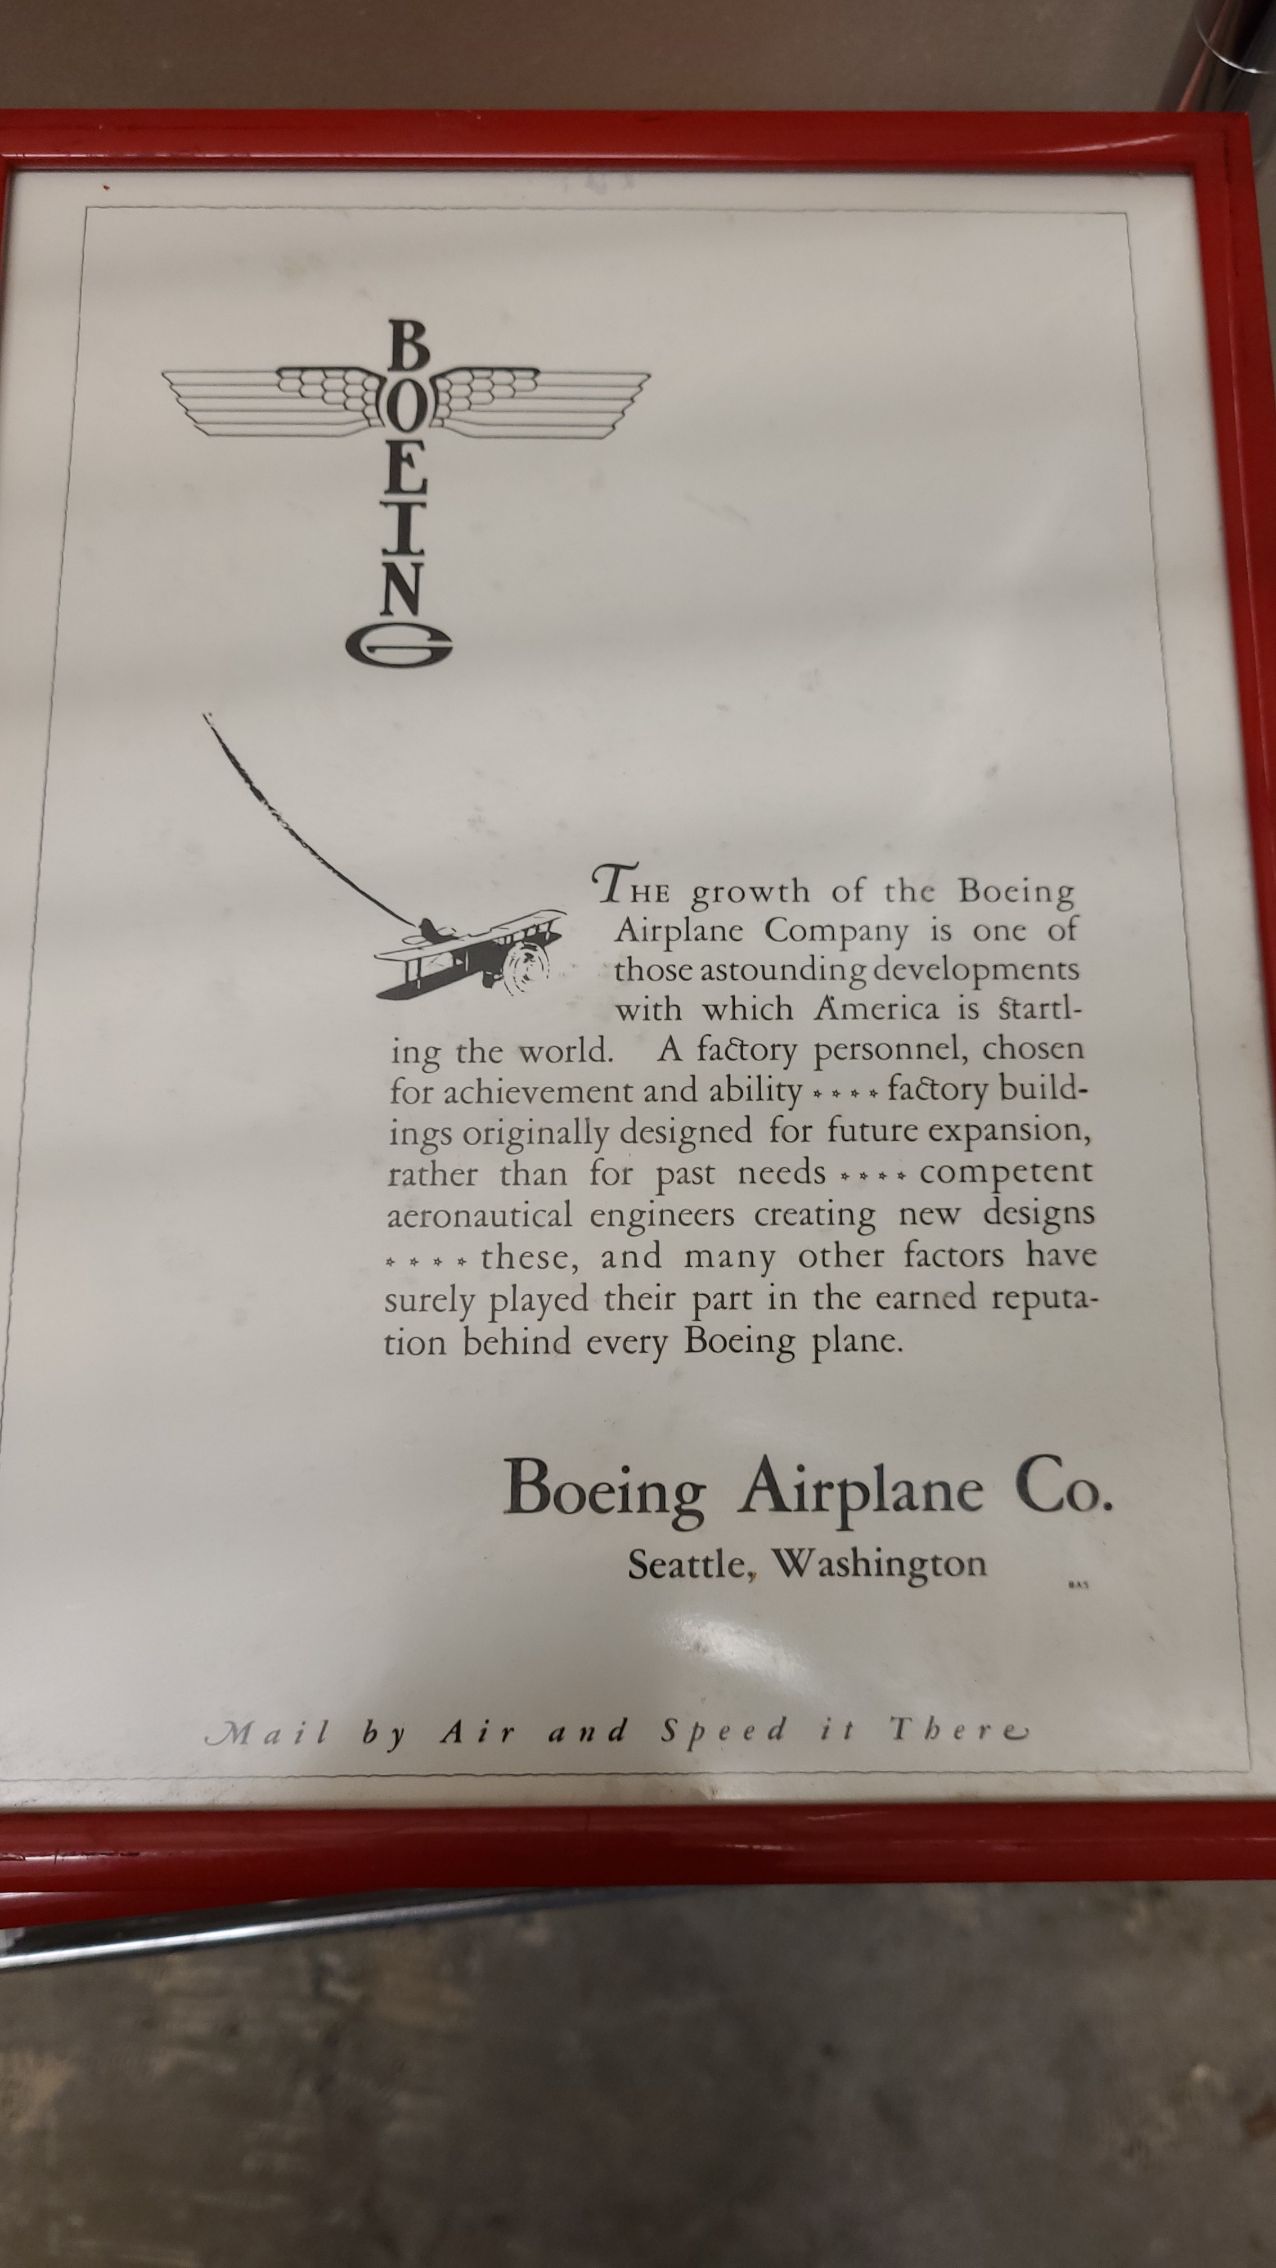 BOEING
THE growth of the Boeing
Airplane Company is one of
those astounding developments
with which America is startl-
ing the world. A factory personnel, chosen
for achievement and ability **** factory build-
ings originally designed for future expansion,
rather than for past needs **** competent
aeronautical engineers creating new designs
**** these, and many other factors have
surely played their part in the earned reputa-
tion behind every Boeing plane.
Boeing Airplane Co.
Seattle, Washington
BAS
Mail by Air and Speed it There